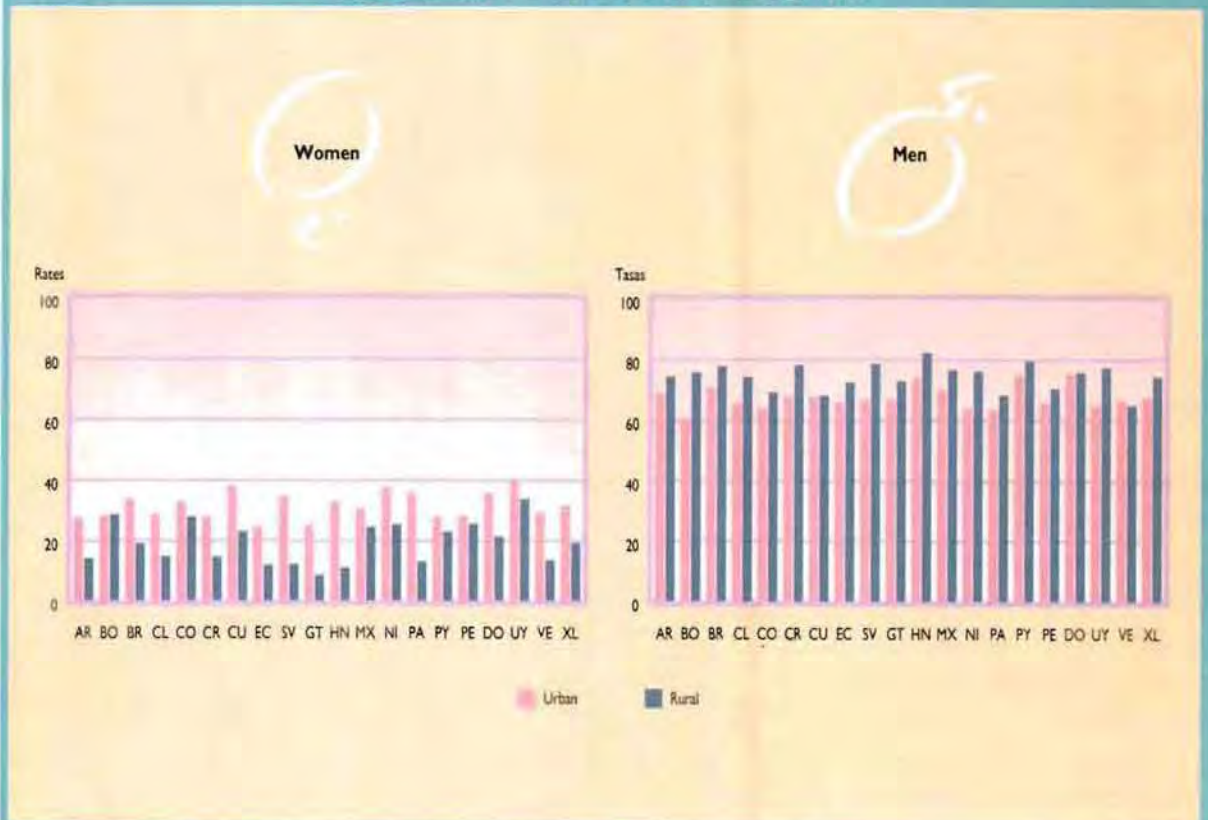 Women
Men
Rates
100
80
60
40
20
0
AR BO BR CL CO CR CU EC SV GT HN MX NI PA PY PE DO UY VE XL
Tasas
100
80
60
40
20
0
AR BO BR CL CO CR CU EC SV GT HN MX NI PA PY PE DO UY VE XL
Urban
Rural